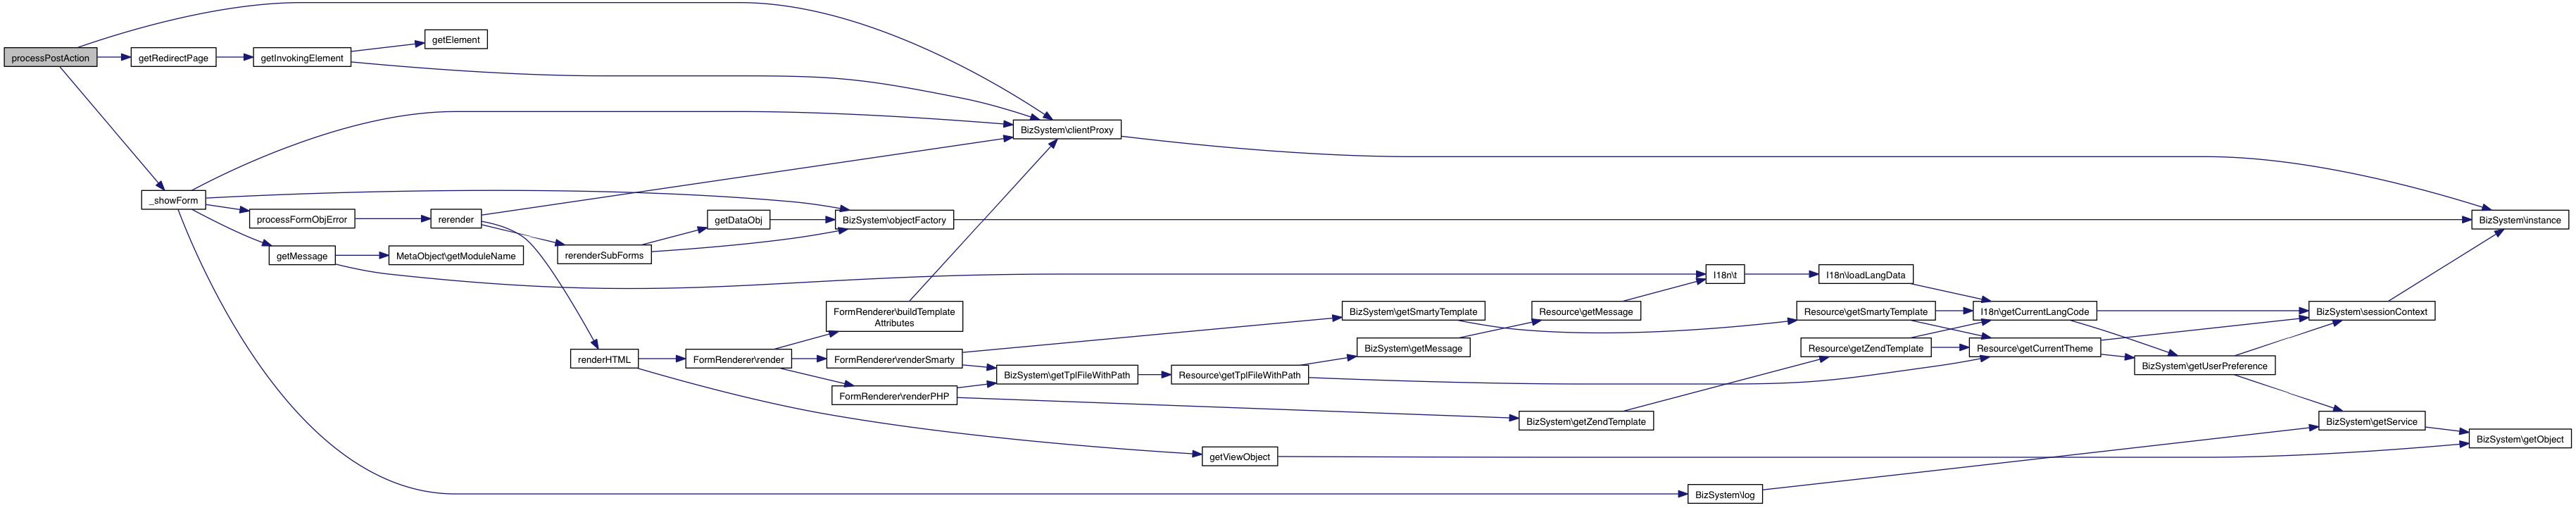 processPostAction
getRedirectPage
getInvokingElement
getElement
BizSystem\clientProxy
_showForm
processFormObjError
rerender
getDataObj
BizSystem\objectFactory
BizSystem\instance
getMessage
MetaObject\getModuleName
rerenderSubForms
I18n\t
I18n\loadLangData
FormRenderer\buildTemplate
Attributes
BizSystem\getSmartyTemplate
Resource\getMessage
Resource\getSmartyTemplate
I18n\getCurrentLangCode
BizSystem\sessionContext
renderHTML
FormRenderer\render
FormRenderer\renderSmarty
BizSystem\getMessage
Resource\getZendTemplate
Resource\getCurrentTheme
BizSystem\getTplFileWithPath
Resource\getTplFileWithPath
BizSystem\getUserPreference
FormRenderer\renderPHP
BizSystem\getZendTemplate
BizSystem\getService
getViewObject
BizSystem\getObject
BizSystem\log